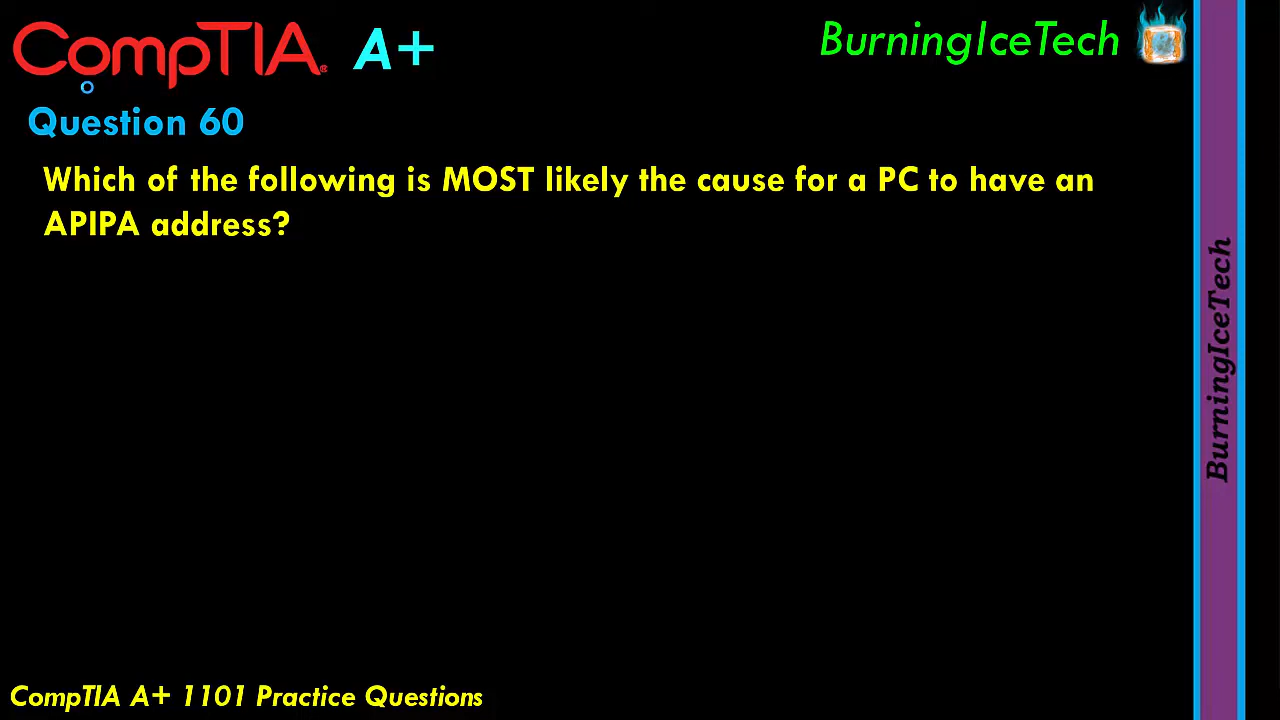 CompTIA® A+
BurningIceTech
Question 60
Which of the following is MOST likely the cause for a PC to have an
APIPA address?
BurningIceTech
CompTIA A+ 1101 Practice Questions